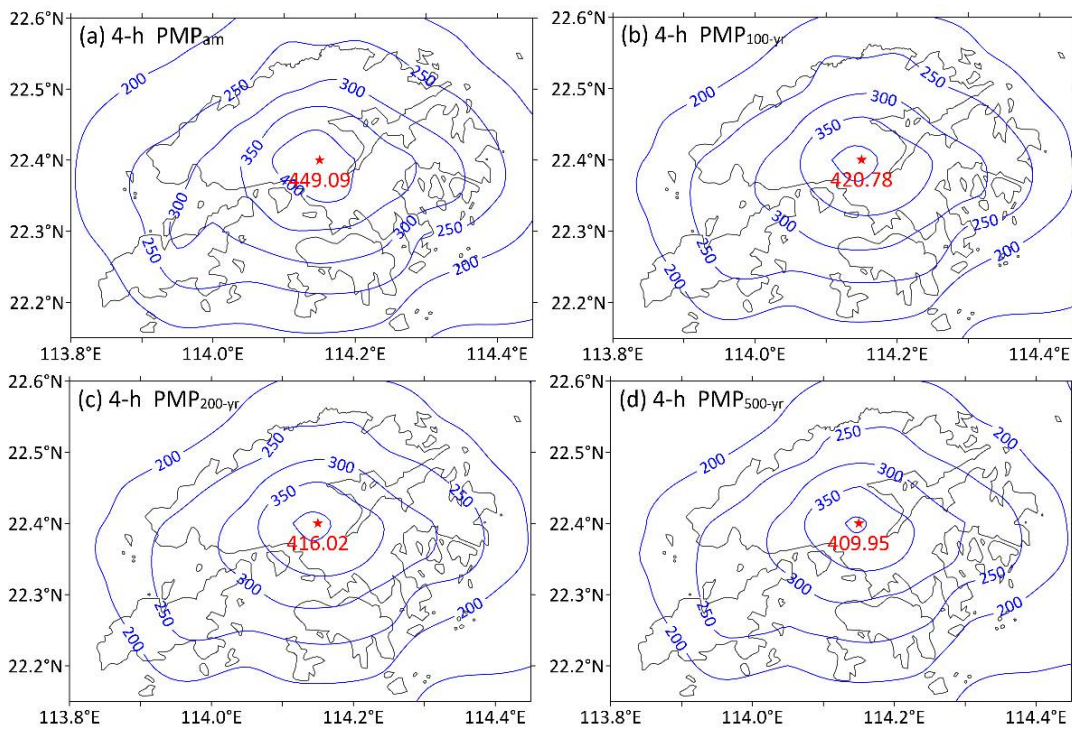 (a) 4-h PMPam
(b) 4-h PMP100-yr
(c) 4-h PMP200-yr
(d) 4-h PMP500-yr
22.6°N
22.5°N
22.4°N
22.3°N
22.2°N
113.8°E 114.0°E 114.2°E 114.4°E
200 250 250 300 350 400 449.09 300 300 250 250 200
22.6°N
22.5°N
22.4°N
22.3°N
22.2°N
113.8°E 114.0°E 114.2°E 114.4°E
200 250 300 350 420.78 300 250 250 200 200
22.6°N
22.5°N
22.4°N
22.3°N
22.2°N
113.8°E 114.0°E 114.2°E 114.4°E
200 250 300 250 350 416.02 300 250 200 200
22.6°N
22.5°N
22.4°N
22.3°N
22.2°N
113.8°E 114.0°E 114.2°E 114.4°E
200 250 300 350 409.95 300 250 250 200 200